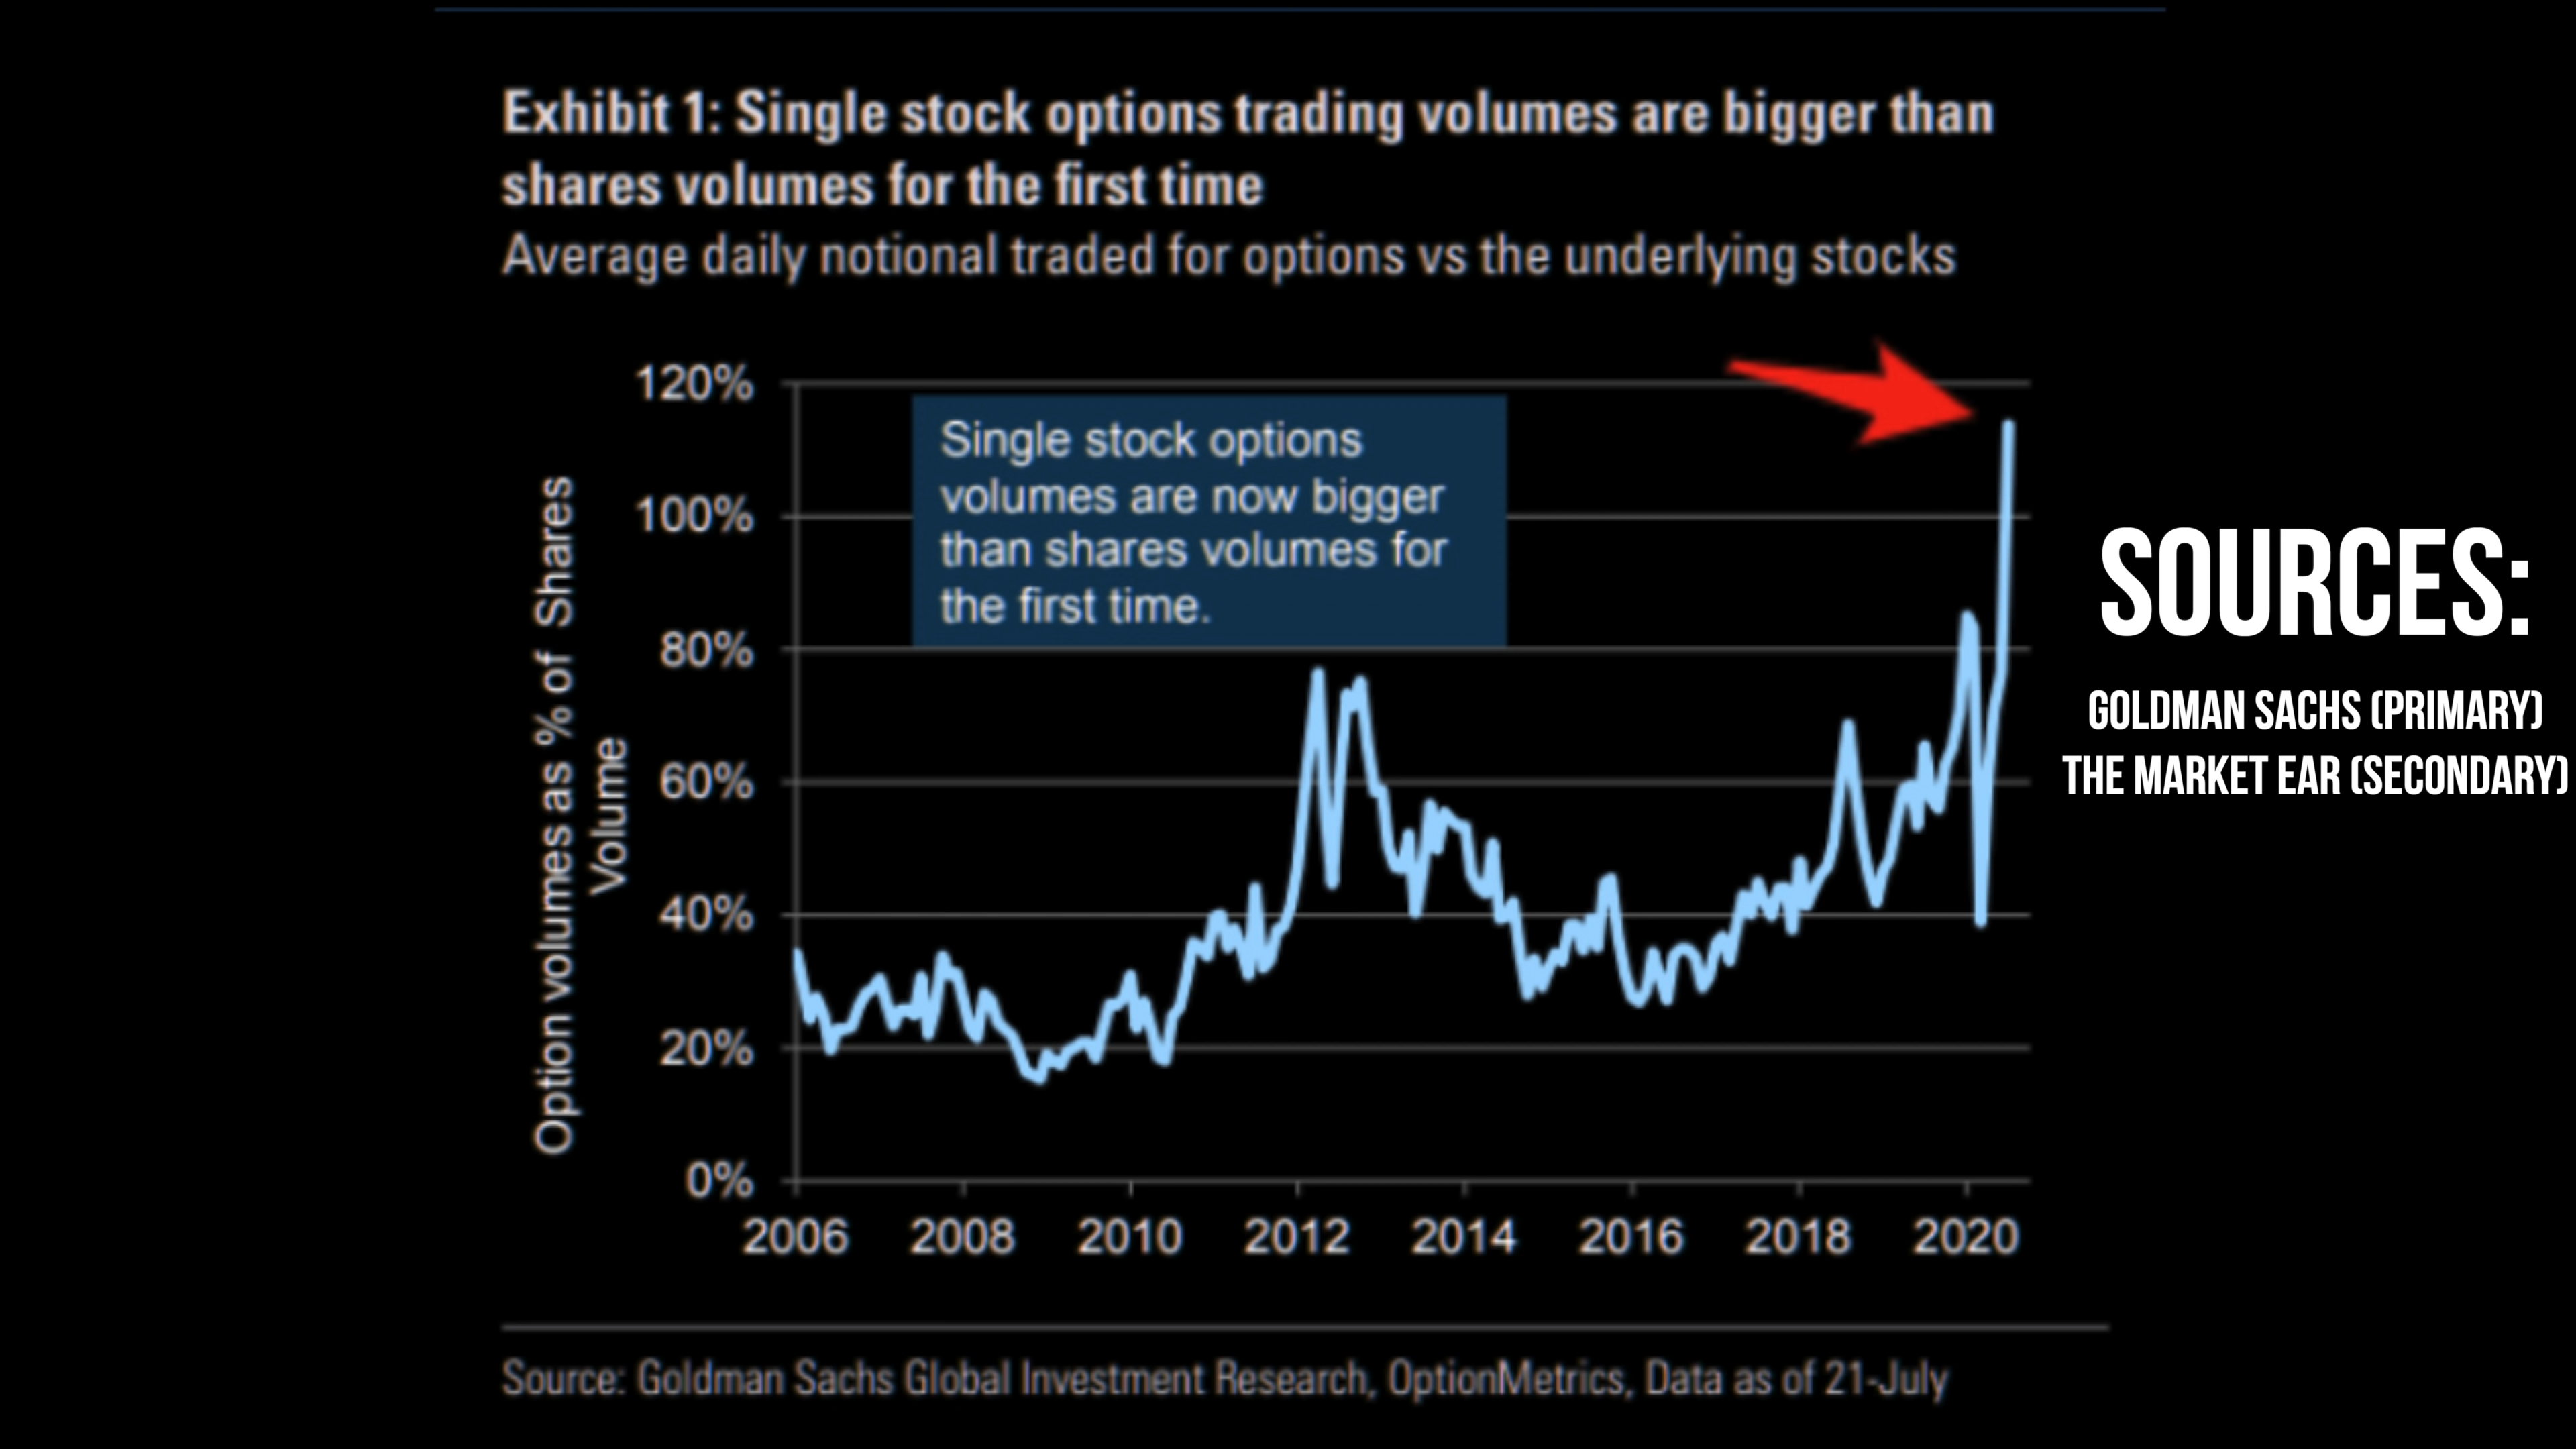 Exhibit 1: Single stock options trading volumes are bigger than
shares volumes for the first time
Average daily notional traded for options vs the underlying stocks
Option volumes as % of Shares
Volume
120%
100%
80%
60%
40%
20%
0%
Single stock options
volumes are now bigger
than shares volumes for
the first time.
2006 2008 2010 2012 2014 2016 2018 2020
Source: Goldman Sachs Global Investment Research, OptionMetrics, Data as of 21-July
SOURCES:
GOLDMAN SACHS (PRIMARY)
THE MARKET EAR (SECONDARY)